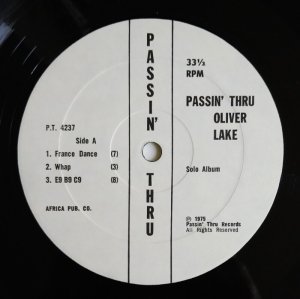 PASSIN' THRU
33⅓
RPM
PASSIN' THRU
OLIVER
LAKE
P.T. 4237
Side A
1. France Dance (7)
2. Whap (3)
3. E9 B9 C9 (8)
Solo Album
AFRICA PUB. CO.
Ⓟ 1979
Passin' Thru Records
All Rights Reserved